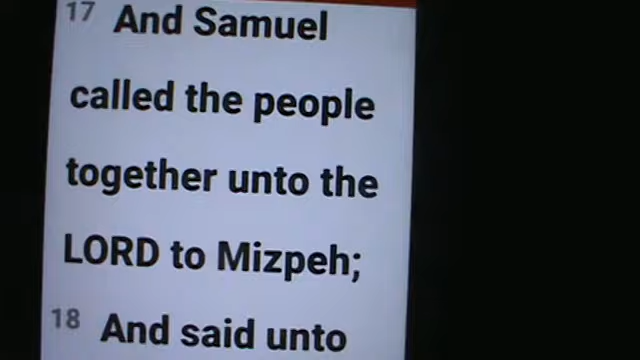 17 And Samuel
called the people
together unto the
LORD to Mizpeh;
18 And said unto